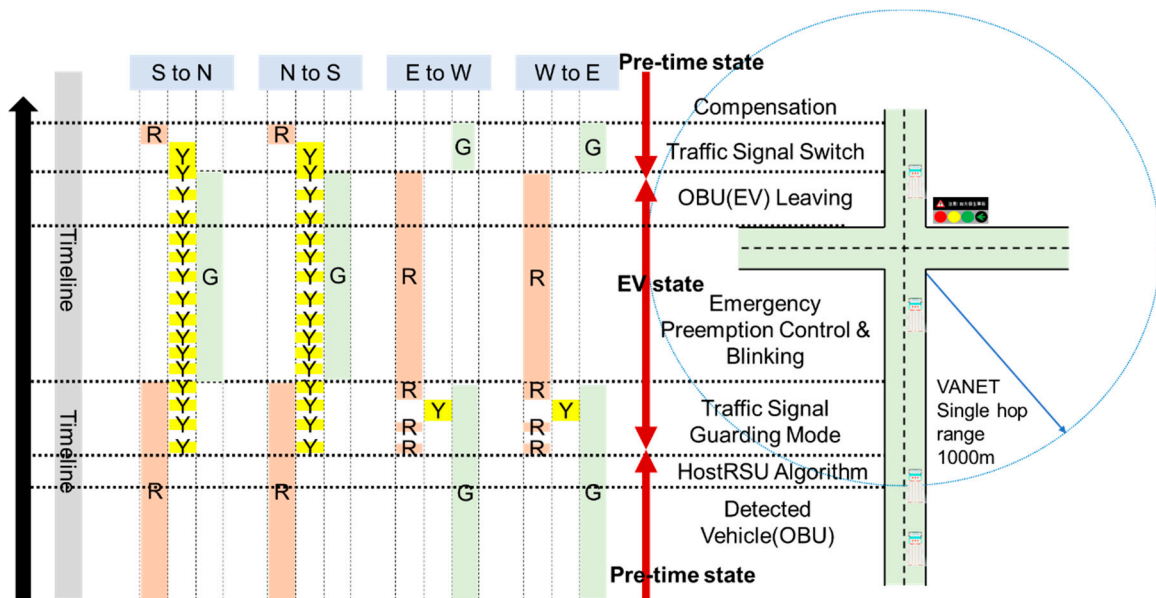 S to N
N to S
E to W
W to E
Pre-time state
Compensation
R
R
G
G
Y
Y
Traffic Signal Switch
Y
Y
Y
Y
OBU(EV) Leaving
Y
Y
Timeline
Y
Y
Y
Y
Y
G
Y
G
R
R
EV state
Y
Y
Emergency
Preemption Control &
Blinking
Y
Y
Y
Y
Y
Y
VANET
Single hop
range
1000m
Y
Y
R
R
Y
Y
Y
Y
Traffic Signal
Guarding Mode
Y
Y
R
R
Y
Y
R
R
Timeline
HostRSU Algorithm
R
R
G
G
Detected
Vehicle(OBU)
Pre-time state